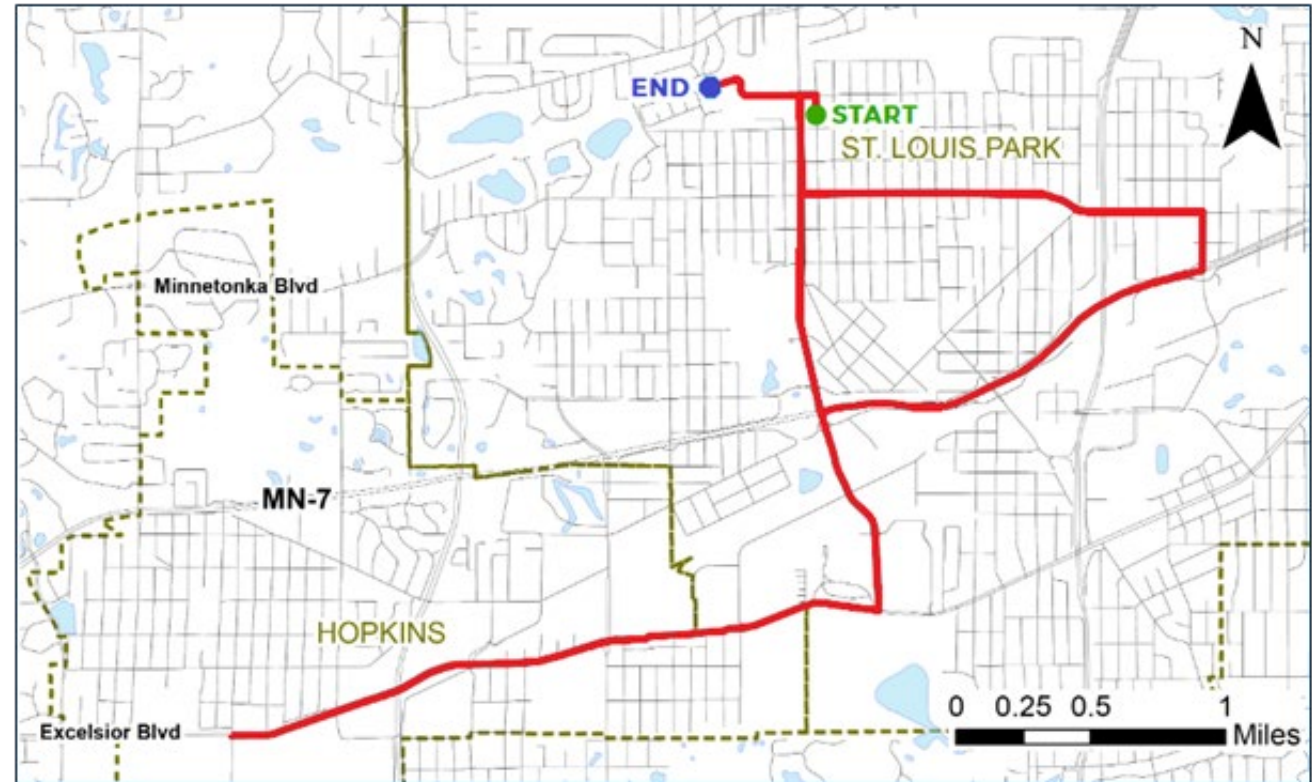 N
END
START
ST. LOUIS PARK
Minnetonka Blvd
MN-7
HOPKINS
Excelsior Blvd
0 0.25 0.5 1
Miles